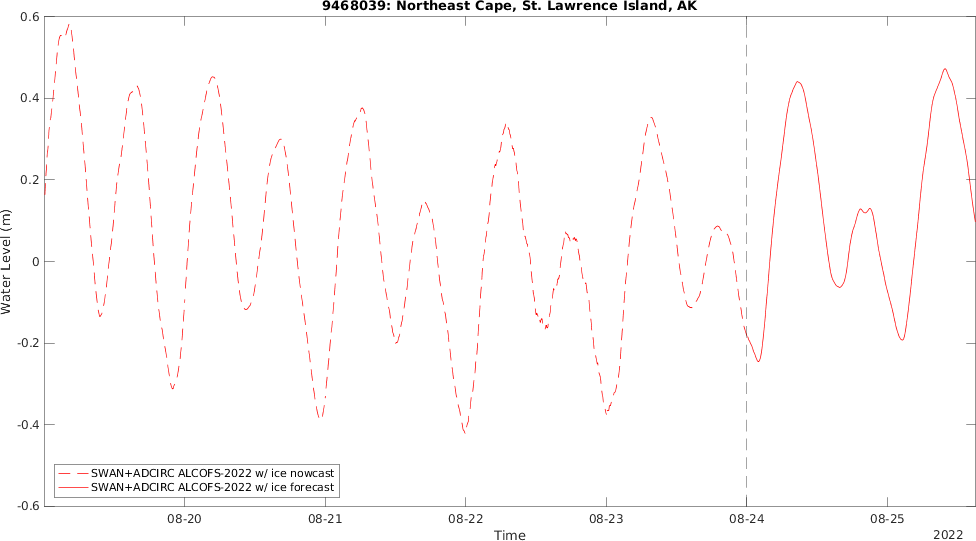 9468039: Northeast Cape, St. Lawrence Island, AK
0.6
0.4
0.2
0
-0.2
-0.4
-0.6
Water Level (m)
SWAN+ADCIRC ALCOFS-2022 w/ ice nowcast
SWAN+ADCIRC ALCOFS-2022 w/ ice forecast
08-20
08-21
08-22
08-23
08-24
08-25
Time
2022